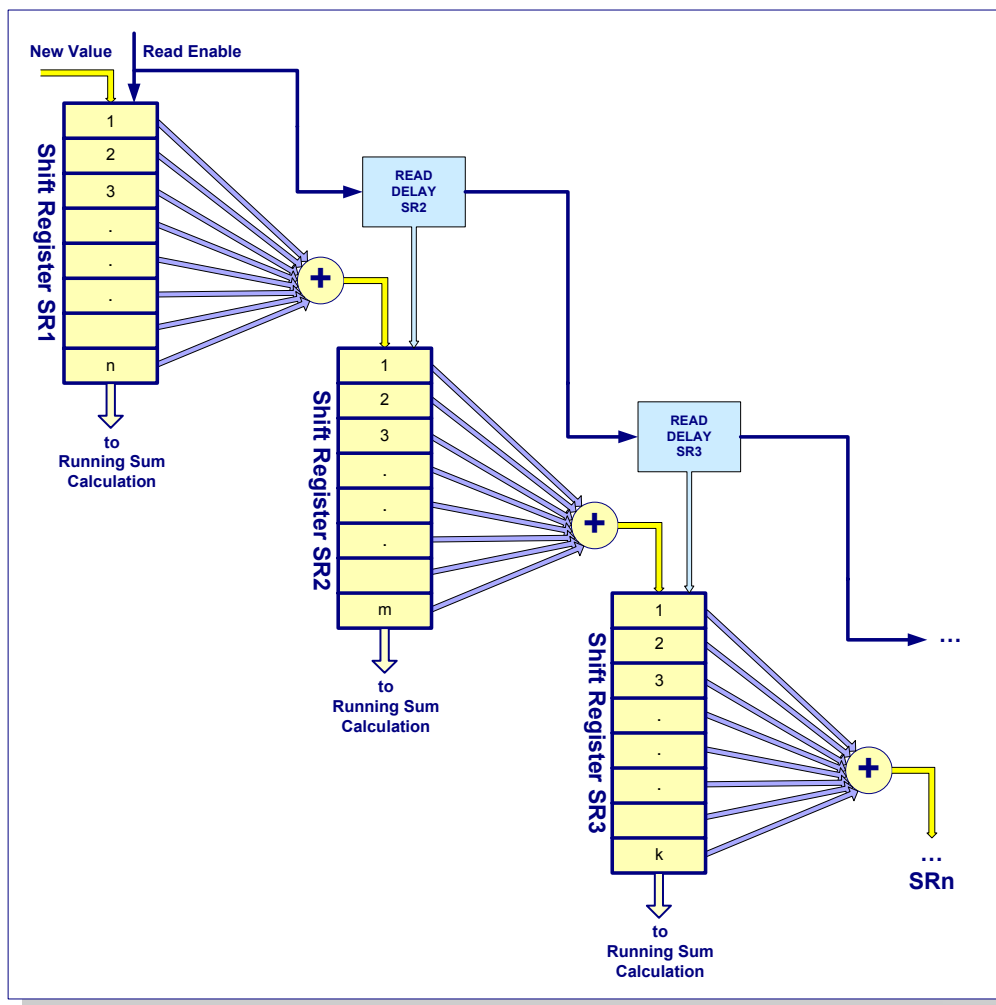 New Value
Read Enable
Shift Register SR1
1
2
3
.
.
.
n
to
Running Sum
Calculation
+
READ
DELAY
SR2
Shift Register SR2
1
2
3
.
.
.
m
to
Running Sum
Calculation
+
READ
DELAY
SR3
...
Shift Register SR3
1
2
3
.
.
.
k
to
Running Sum
Calculation
+
...
SRn